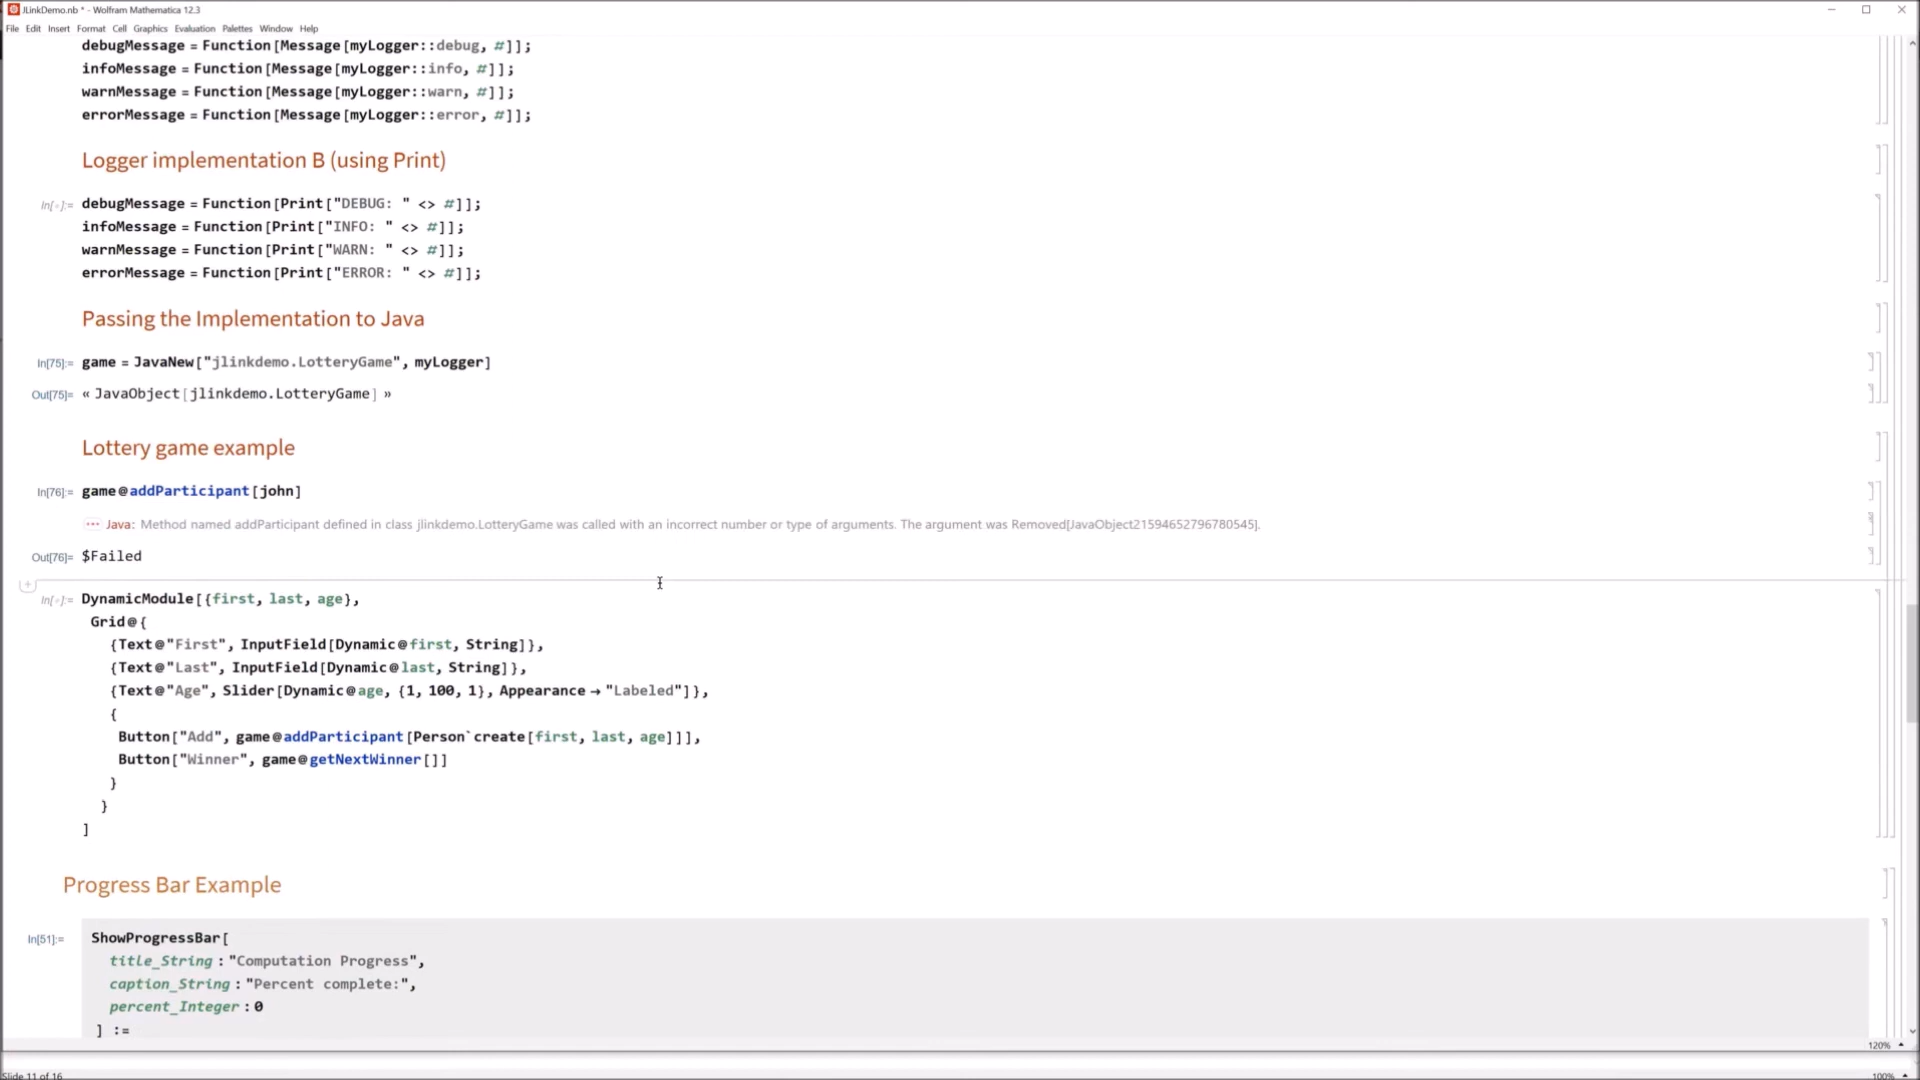 JLinkDemo.nb * - Wolfram Mathematica 12.3
File Edit Insert Format Cell Graphics Evaluation Palettes Window Help
debugMessage = Function[Message[myLogger::debug, #]];
infoMessage = Function[Message[myLogger::info, #]];
warnMessage = Function[Message[myLogger::warn, #]];
errorMessage = Function[Message[myLogger::error, #]];
Logger implementation B (using Print)
In[◦]:= debugMessage = Function[Print["DEBUG: " <> #]];
infoMessage = Function[Print["INFO: " <> #]];
warnMessage = Function[Print["WARN: " <> #]];
errorMessage = Function[Print["ERROR: " <> #]];
Passing the Implementation to Java
In[75]:= game = JavaNew["jlinkdemo.LotteryGame", myLogger]
Out[75]= « JavaObject[jlinkdemo.LotteryGame] »
Lottery game example
In[76]:= game@addParticipant[john]
⋯ Java: Method named addParticipant defined in class jlinkdemo.LotteryGame was called with an incorrect number or type of arguments. The argument was Removed[JavaObject21594652796780545].
Out[76]= $Failed
In[◦]:= DynamicModule[{first, last, age},
Grid@{
{Text@"First", InputField[Dynamic@first, String]},
{Text@"Last", InputField[Dynamic@last, String]},
{Text@"Age", Slider[Dynamic@age, {1, 100, 1}, Appearance → "Labeled"]},
{
Button["Add", game@addParticipant[Person`create[first, last, age]]],
Button["Winner", game@getNextWinner[]]
}
}
]
Progress Bar Example
In[51]:= ShowProgressBar[
title_String : "Computation Progress",
caption_String : "Percent complete:",
percent_Integer : 0
] :=
120%
Slide 11 of 16
100%